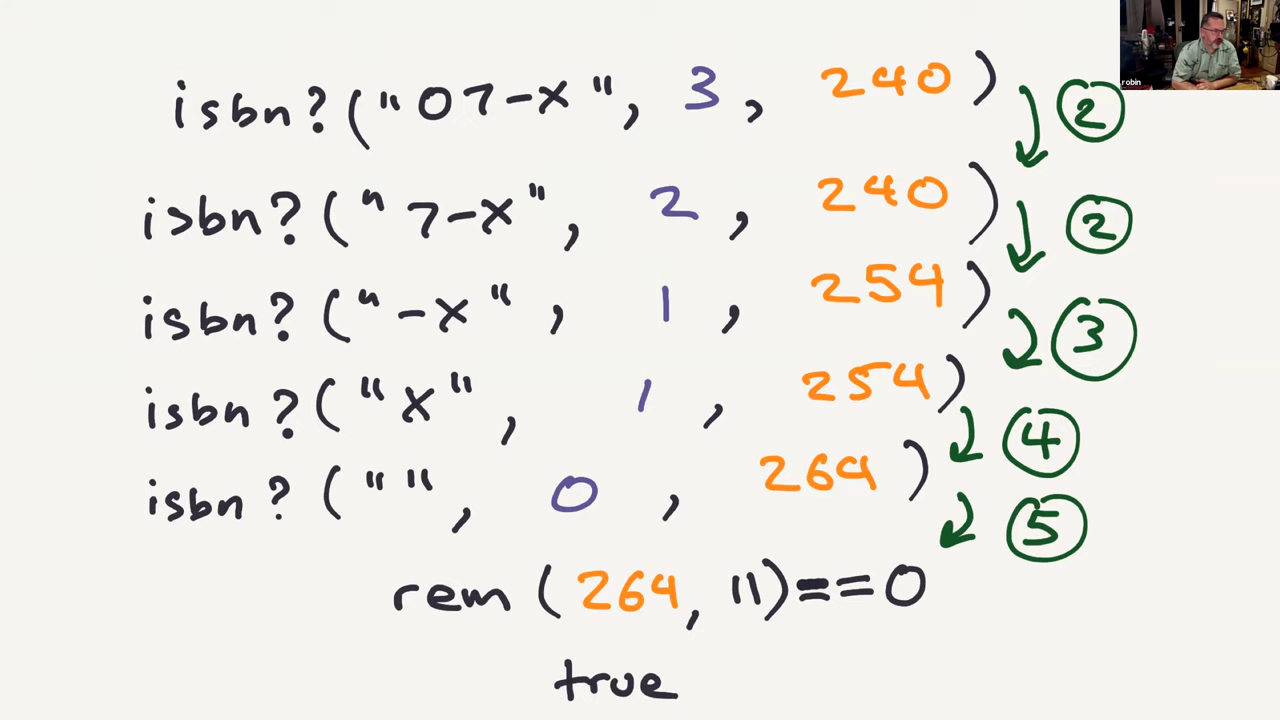 robin
isbn?("07-X", 3, 240) ②
isbn?("7-X", 2, 240) ②
isbn?("-X", 1, 254) ③
isbn?("X", 1, 254) ④
isbn?("", 0, 264) ⑤
rem(264, 11)==0
true